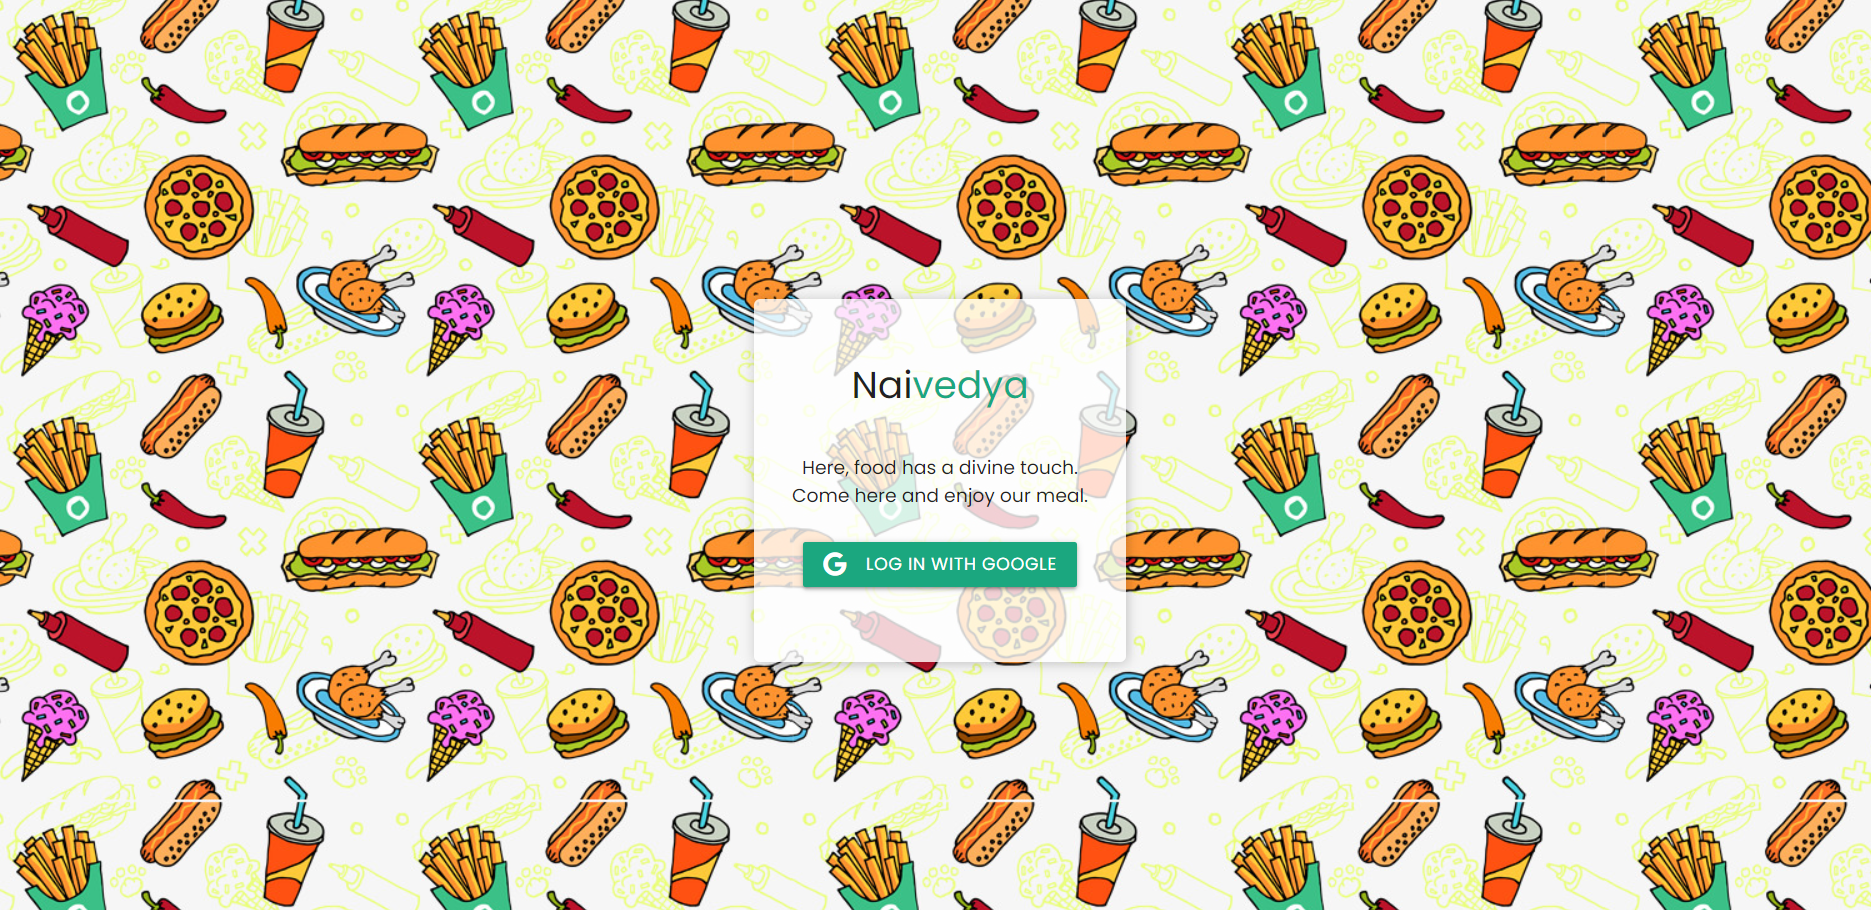 Naivedya
Here, food has a divine touch.
Come here and enjoy our meal.
LOG IN WITH GOOGLE